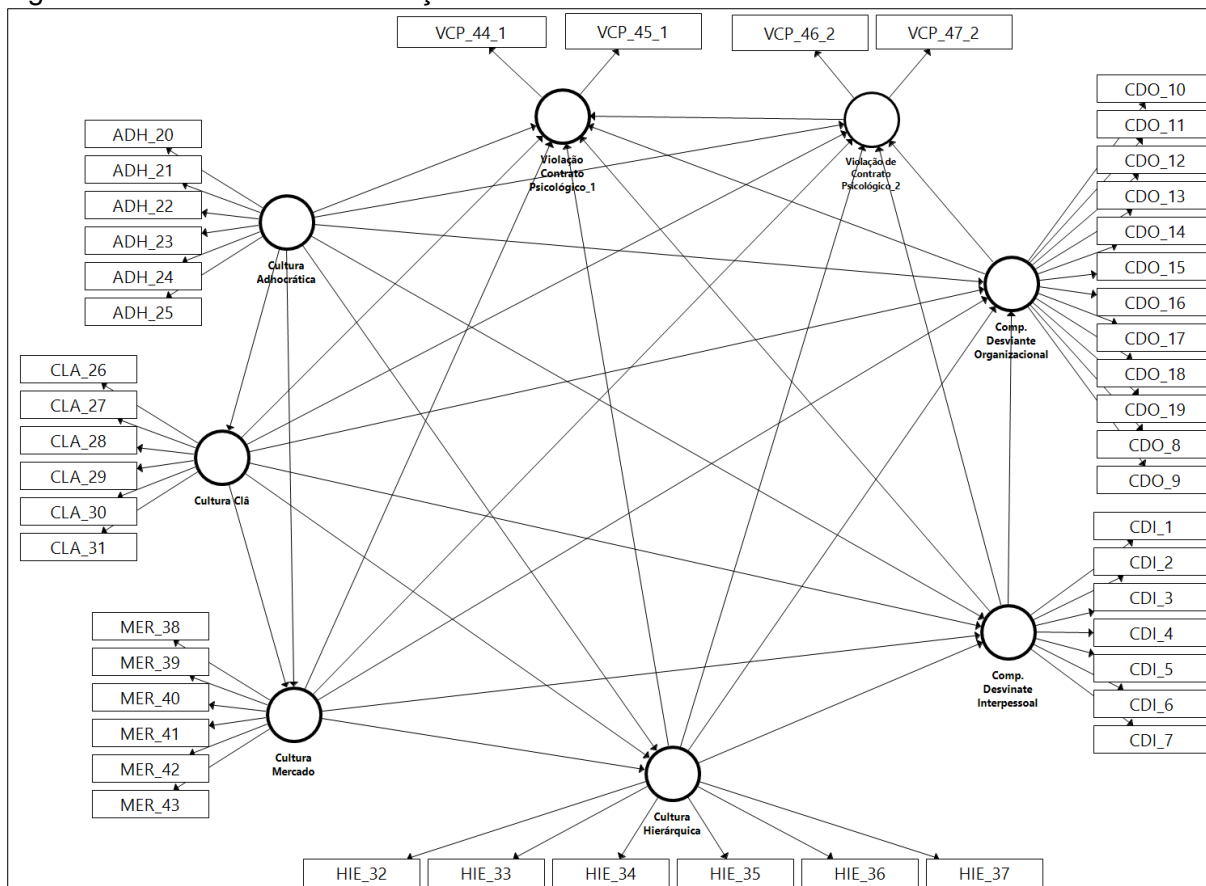 VCP_44_1
VCP_45_1
VCP_46_2
VCP_47_2
Violação
Contrato
Psicológico_1
Violação de
Contrato
Psicológico_2
ADH_20
ADH_21
ADH_22
ADH_23
ADH_24
ADH_25
Cultura
Adhocrática
CDO_10
CDO_11
CDO_12
CDO_13
CDO_14
CDO_15
CDO_16
CDO_17
CDO_18
CDO_19
CDO_8
CDO_9
Comp.
Desviante
Organizacional
CLA_26
CLA_27
CLA_28
CLA_29
CLA_30
CLA_31
Cultura Clã
CDI_1
CDI_2
CDI_3
CDI_4
CDI_5
CDI_6
CDI_7
Comp.
Desvinate
Interpessoal
MER_38
MER_39
MER_40
MER_41
MER_42
MER_43
Cultura
Mercado
Cultura
Hierárquica
HIE_32
HIE_33
HIE_34
HIE_35
HIE_36
HIE_37